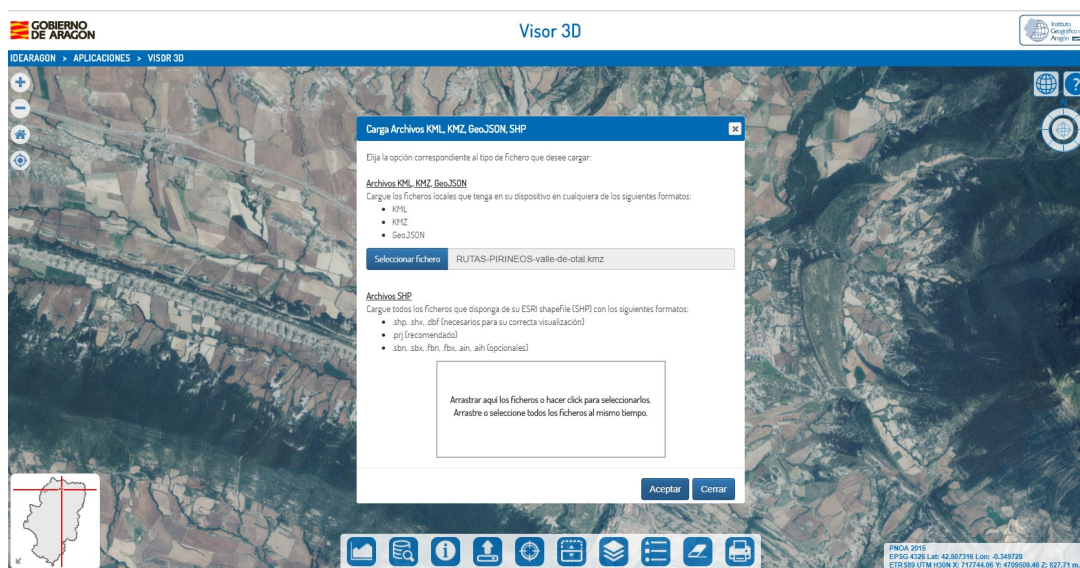 GOBIERNO
DE ARAGON
Visor 3D
Instituto
Geográfico
Aragón
IDEARAGON > APLICACIONES > VISOR 3D
Carga Archivos KML, KMZ, GeoJSON, SHP
Elija la opción correspondiente al tipo de fichero que desee cargar:
Archivos KML, KMZ, GeoJSON
Cargue los ficheros locales que tenga en su dispositivo en cualquiera de los siguientes formatos:
• KML
• KMZ
• GeoJSON
Seleccionar fichero RUTAS-PIRINEOS-valle-de-otal.kmz
Archivos SHP
Cargue todos los ficheros que disponga de su ESRI shapefile (SHP) con los siguientes formatos:
• .shp, .shx, .dbf (necesarios para su correcta visualización)
• .prj (recomendado)
• .sbn, .sbx, .fbn, .fbx, .ain, .aih (opcionales)
Arrastrar aquí los ficheros o hacer click para seleccionarlos.
Arrastre o seleccione todos los ficheros al mismo tiempo.
Aceptar Cerrar
PNOA 2015
EPSG 4326 Lat: 42.507316 Lon: -0.349728
ETRS89 UTM H30N X: 717744.06 Y: 4709509.46 Z: 827.71 m.